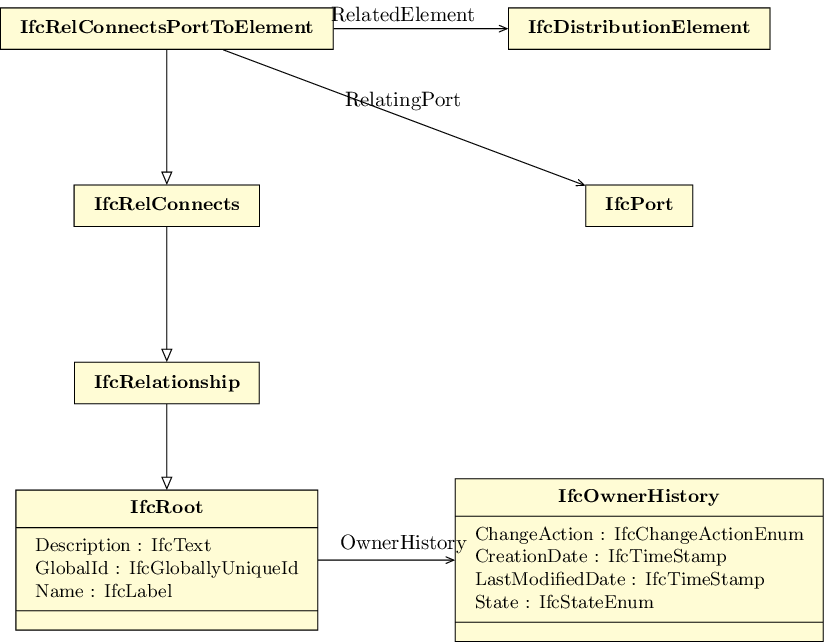 IfcRelConnectsPortToElement
RelatedElement
IfcDistributionElement
RelatingPort
IfcRelConnects
IfcPort
IfcRelationship
IfcRoot
Description : IfcText
GlobalId : IfcGloballyUniqueId
Name : IfcLabel
OwnerHistory
IfcOwnerHistory
ChangeAction : IfcChangeActionEnum
CreationDate : IfcTimeStamp
LastModifiedDate : IfcTimeStamp
State : IfcStateEnum